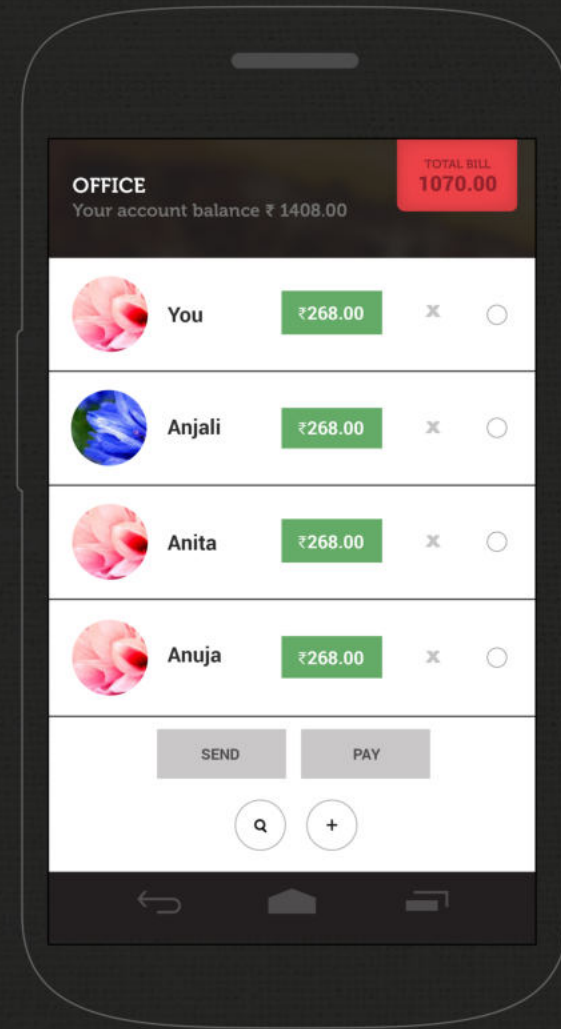 TOTAL BILL
1070.00
OFFICE
Your account balance ₹ 1408.00
You ₹268.00 x
Anjali ₹268.00 x
Anita ₹268.00 x
Anuja ₹268.00 x
SEND PAY
+